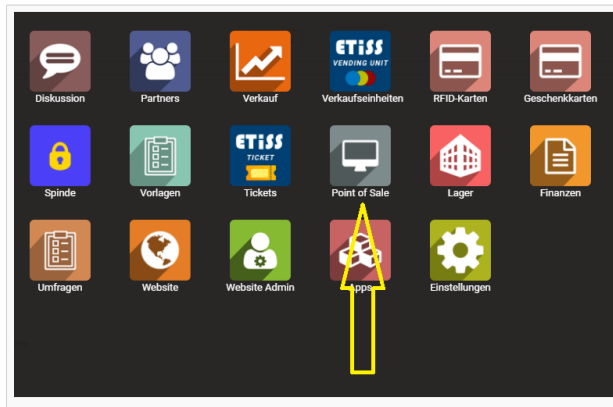 ETISS
VENDING UNIT
Diskussion
Partners
Verkauf
Verkaufseinheiten
RFID-Karten
Geschenkkarten
ETISS
TICKET
Spinde
Vorlagen
Tickets
Point of Sale
Lager
Finanzen
Umfragen
Website
Website Admin
Apps
Einstellungen